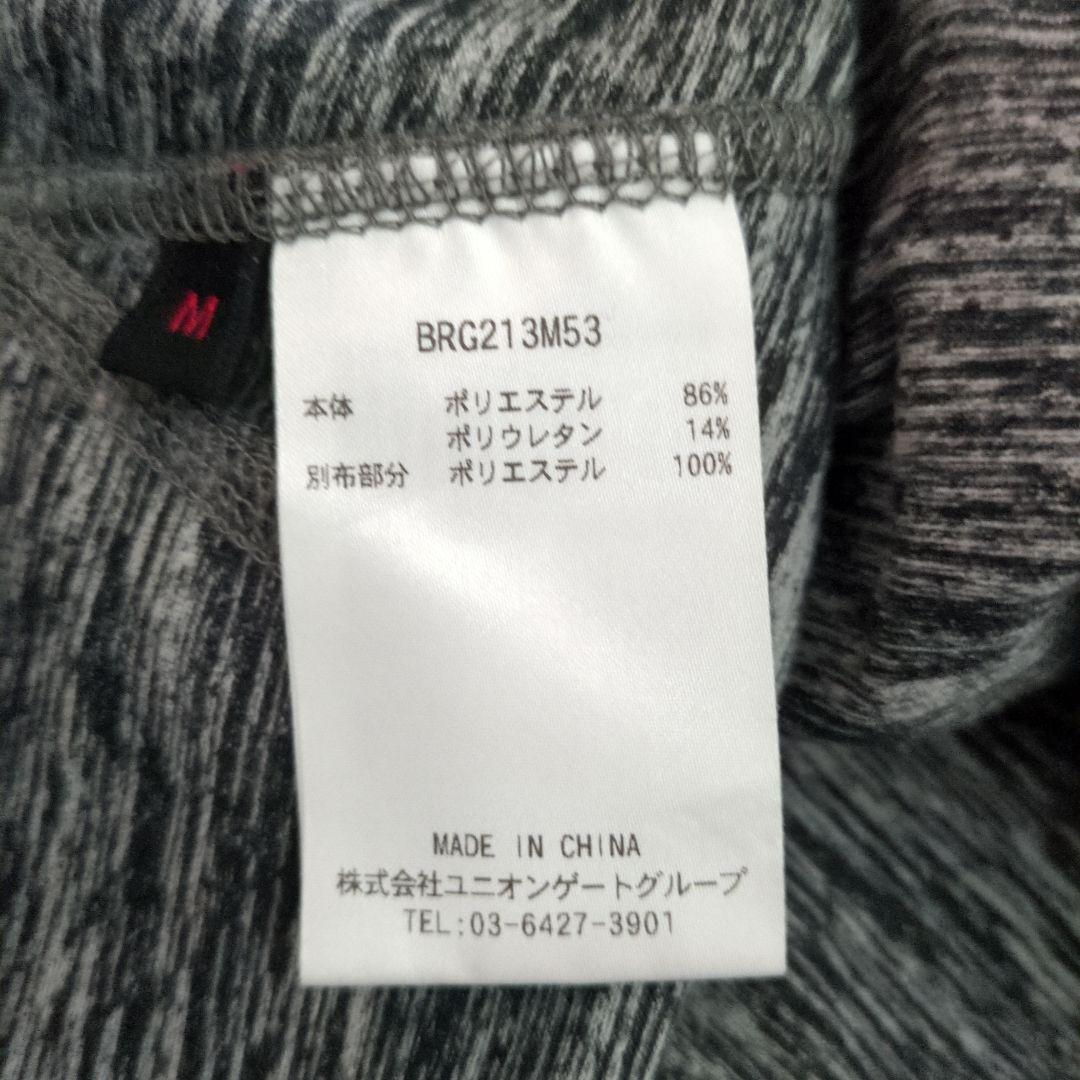 M
BRG213M53
本体 ポリエステル 86%
ポリウレタン 14%
別布部分 ポリエステル 100%
MADE IN CHINA
株式会社ユニオンゲートグループ
TEL:03-6427-3901